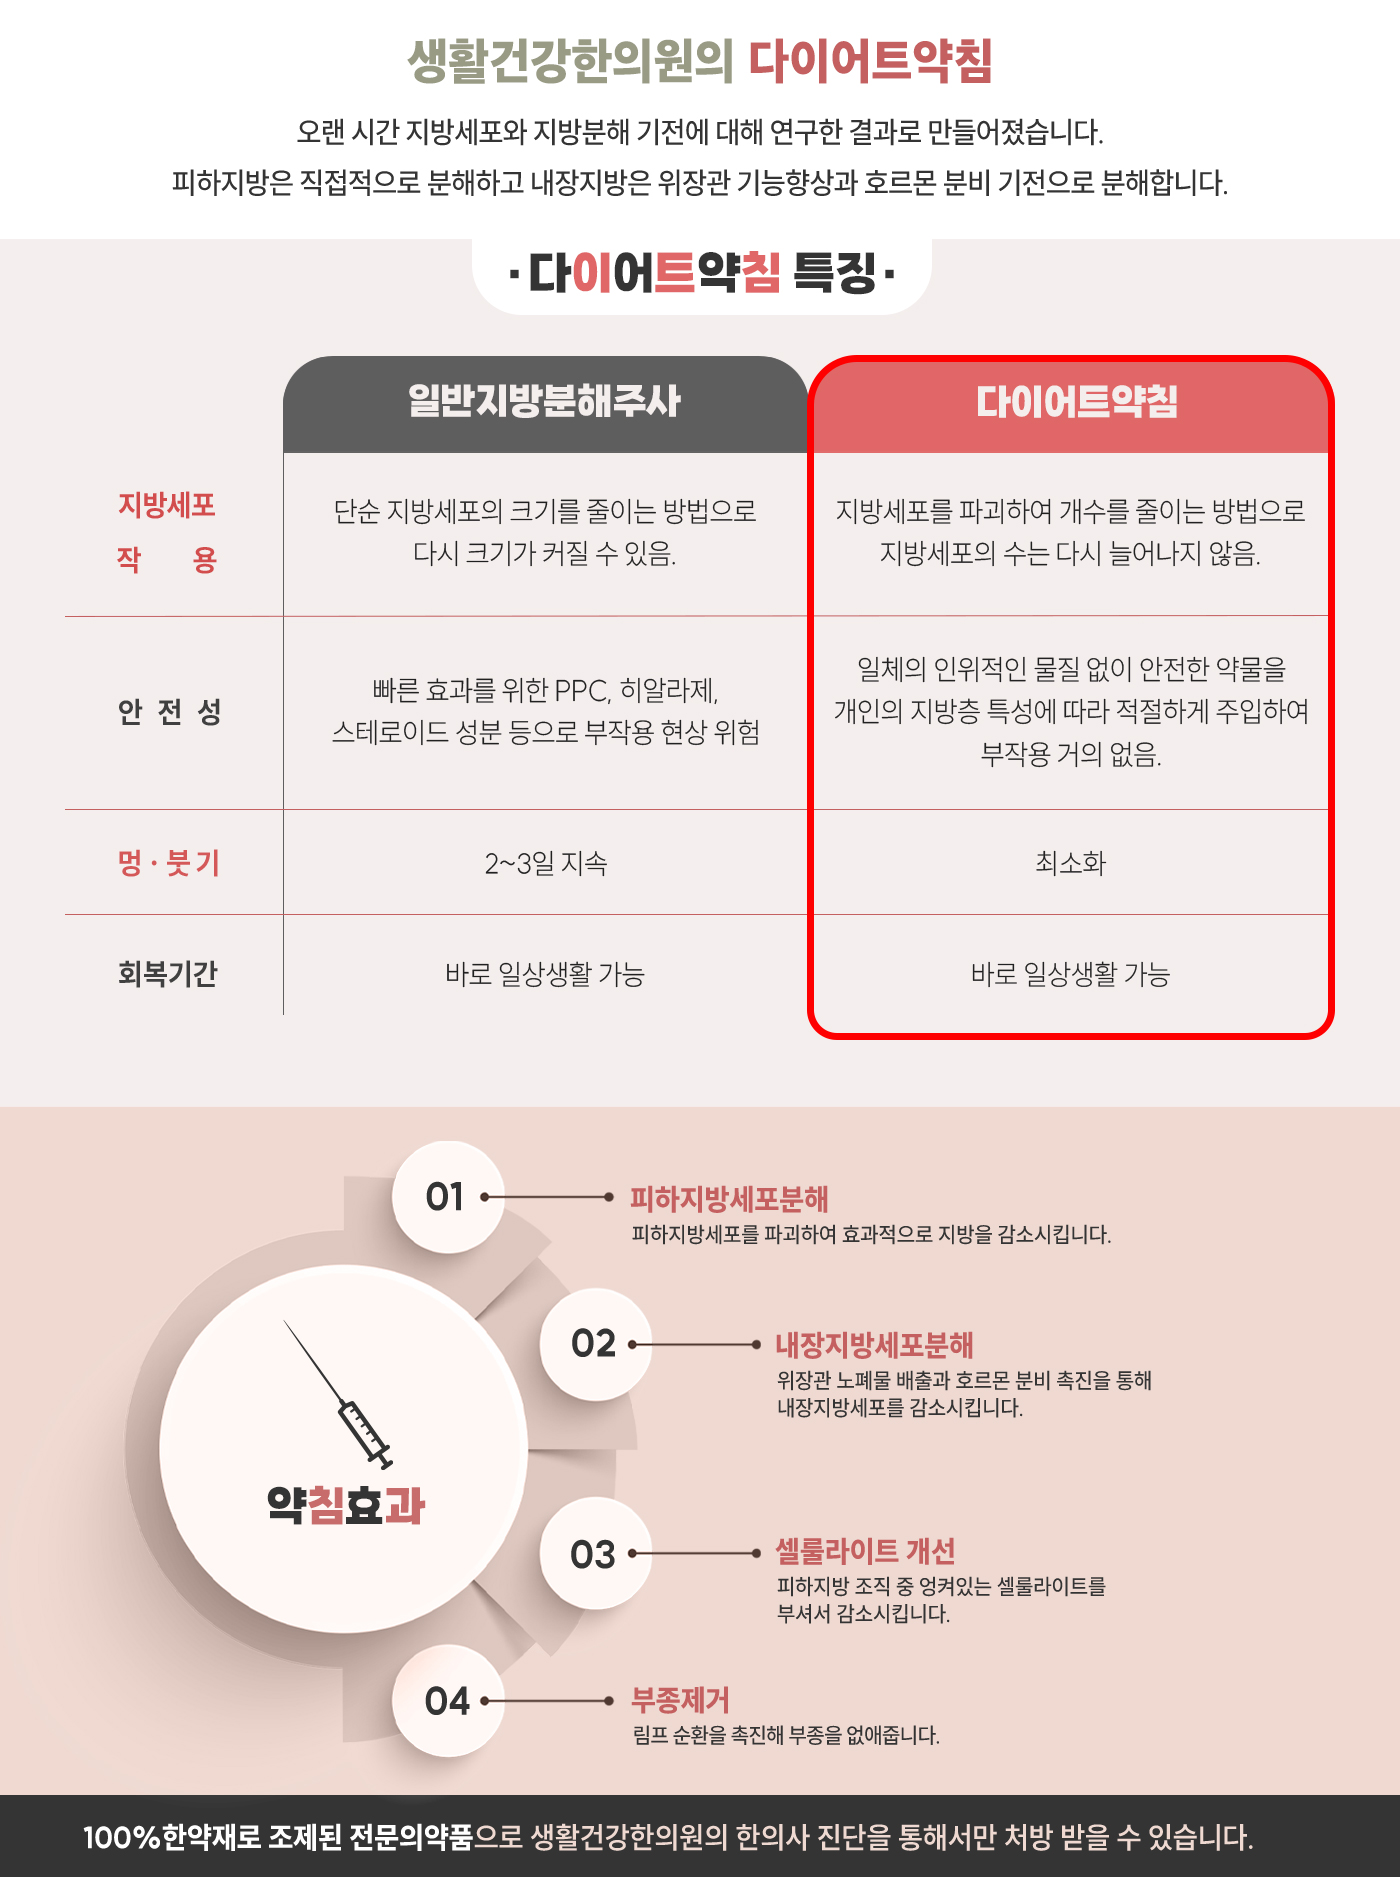 생활건강한의원의 다이어트약침
오랜 시간 지방세포와 지방분해 기전에 대해 연구한 결과로 만들어졌습니다.
피하지방은 직접적으로 분해하고 내장지방은 위장관 기능향상과 호르몬 분비 기전으로 분해합니다.
· 다이어트약침 특징 ·
일반지방분해주사
다이어트약침
지방세포
작 용
단순 지방세포의 크기를 줄이는 방법으로
다시 크기가 커질 수 있음.
지방세포를 파괴하여 개수를 줄이는 방법으로
지방세포의 수는 다시 늘어나지 않음.
안 전 성
빠른 효과를 위한 PPC, 히알라제,
스테로이드 성분 등으로 부작용 현상 위험
일체의 인위적인 물질 없이 안전한 약물을
개인의 지방층 특성에 따라 적절하게 주입하여
부작용 거의 없음.
멍 · 붓기
2~3일 지속
최소화
회복기간
바로 일상생활 가능
바로 일상생활 가능
01
피하지방세포분해
피하지방세포를 파괴하여 효과적으로 지방을 감소시킵니다.
02
내장지방세포분해
위장관 노폐물 배출과 호르몬 분비 촉진을 통해
내장지방세포를 감소시킵니다.
약침효과
03
셀룰라이트 개선
피하지방 조직 중 엉켜있는 셀룰라이트를
부셔서 감소시킵니다.
04
부종제거
림프 순환을 촉진해 부종을 없애줍니다.
100%한약재로 조제된 전문의약품으로 생활건강한의원의 한의사 진단을 통해서만 처방 받을 수 있습니다.